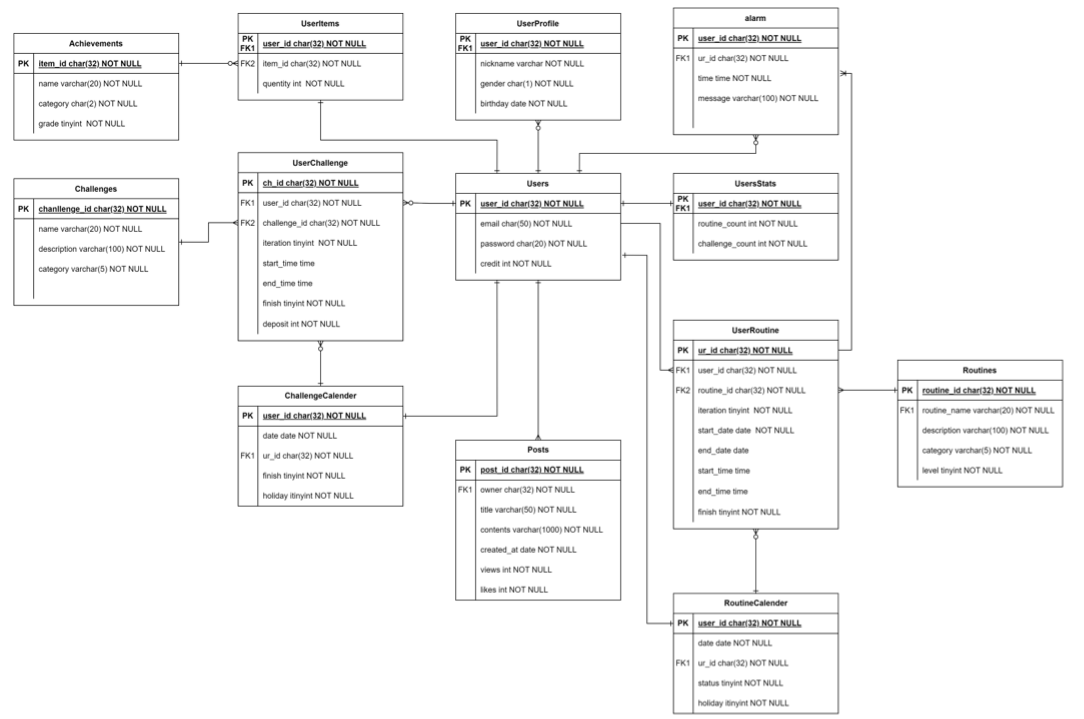 Achievements
PK item_id char(32) NOT NULL
name varchar(20) NOT NULL
category char(2) NOT NULL
grade tinyint NOT NULL
UserItems
PK
FK1 user_id char(32) NOT NULL
FK2 item_id char(32) NOT NULL
quentity int NOT NULL
UserProfile
PK
FK1 user_id char(32) NOT NULL
nickname varchar NOT NULL
gender char(1) NOT NULL
birthday date NOT NULL
alarm
PK user_id char(32) NOT NULL
FK1 ur_id char(32) NOT NULL
time time NOT NULL
message varchar(100) NOT NULL
Challenges
PK chanllenge_id char(32) NOT NULL
name varchar(20) NOT NULL
description varchar(100) NOT NULL
category varchar(5) NOT NULL
UserChallenge
PK ch_id char(32) NOT NULL
FK1 user_id char(32) NOT NULL
FK2 challenge_id char(32) NOT NULL
iteration tinyint NOT NULL
start_time time
end_time time
finish tinyint NOT NULL
deposit int NOT NULL
Users
PK user_id char(32) NOT NULL
email char(50) NOT NULL
password char(20) NOT NULL
credit int NOT NULL
UsersStats
PK
FK1 user_id char(32) NOT NULL
routine_count int NOT NULL
challenge_count int NOT NULL
ChallengeCalender
PK user_id char(32) NOT NULL
date date NOT NULL
FK1 ur_id char(32) NOT NULL
finish tinyint NOT NULL
holiday itinyint NOT NULL
Posts
PK post_id char(32) NOT NULL
FK1 owner char(32) NOT NULL
title varchar(50) NOT NULL
contents varchar(1000) NOT NULL
created_at date NOT NULL
views int NOT NULL
likes int NOT NULL
UserRoutine
PK ur_id char(32) NOT NULL
FK1 user_id char(32) NOT NULL
FK2 routine_id char(32) NOT NULL
iteration tinyint NOT NULL
start_date date NOT NULL
end_date date
start_time time
end_time time
finish tinyint NOT NULL
Routines
PK routine_id char(32) NOT NULL
FK1 routine_name varchar(20) NOT NULL
description varchar(100) NOT NULL
category varchar(5) NOT NULL
level tinyint NOT NULL
RoutineCalender
PK user_id char(32) NOT NULL
date date NOT NULL
FK1 ur_id char(32) NOT NULL
status tinyint NOT NULL
holiday itinyint NOT NULL